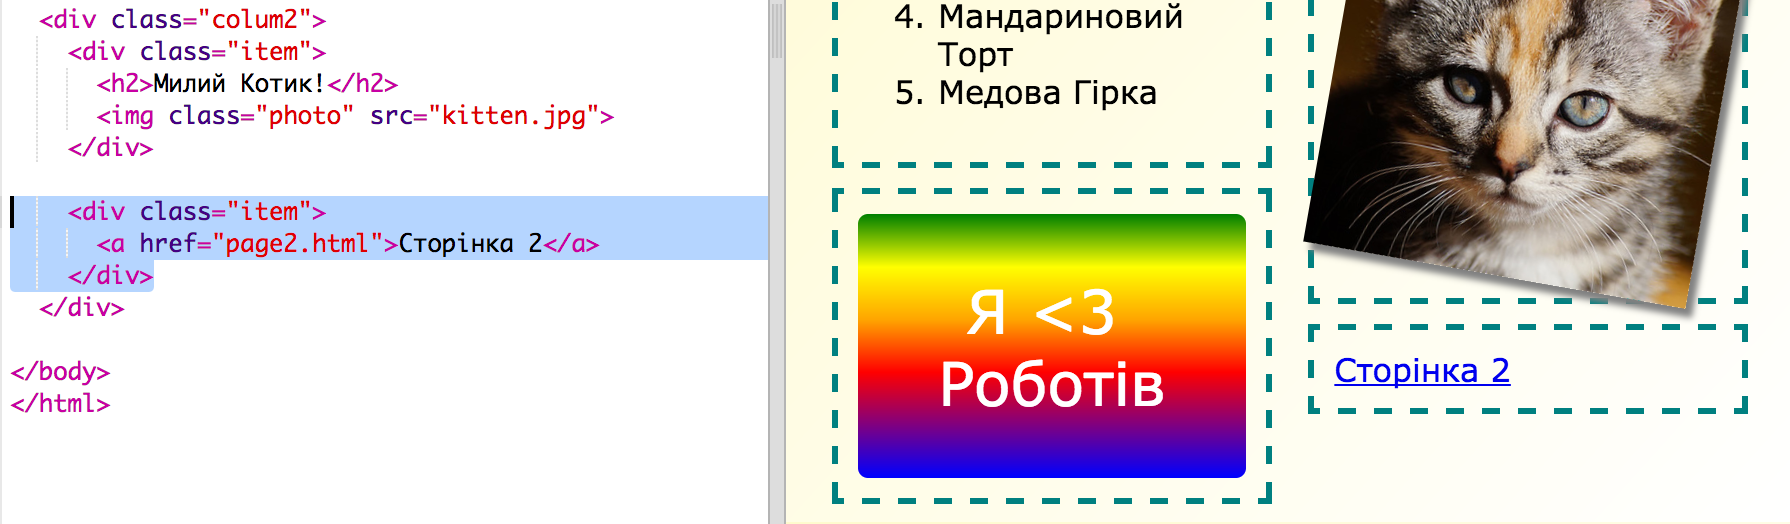 <div class="colum2">
<div class="item">
<h2>Милий Котик!</h2>
<img class="photo" src="kitten.jpg">
</div>
<div class="item">
<a href="page2.html">Сторінка 2</a>
</div>
</div>
</body>
</html>
4. Мандариновий
Торт
5. Медова Гірка
Я <3
Роботів
Сторінка 2